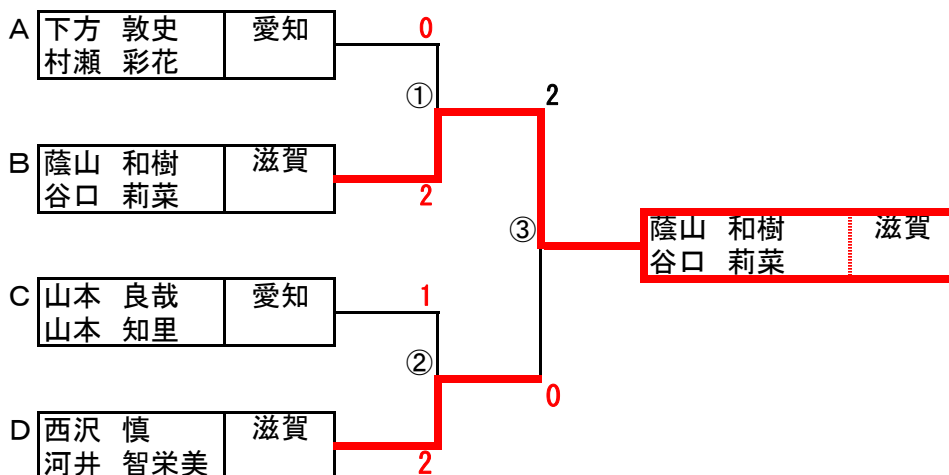 A 下方 敦史 愛知 0
村瀬 彩花
① 2
B 蔭山 和樹 滋賀
谷口 莉菜 2
③
蔭山 和樹 滋賀
谷口 莉菜
C 山本 良哉 愛知 1
山本 知里
②
0
D 西沢 慎 滋賀
河井 智栄美 2